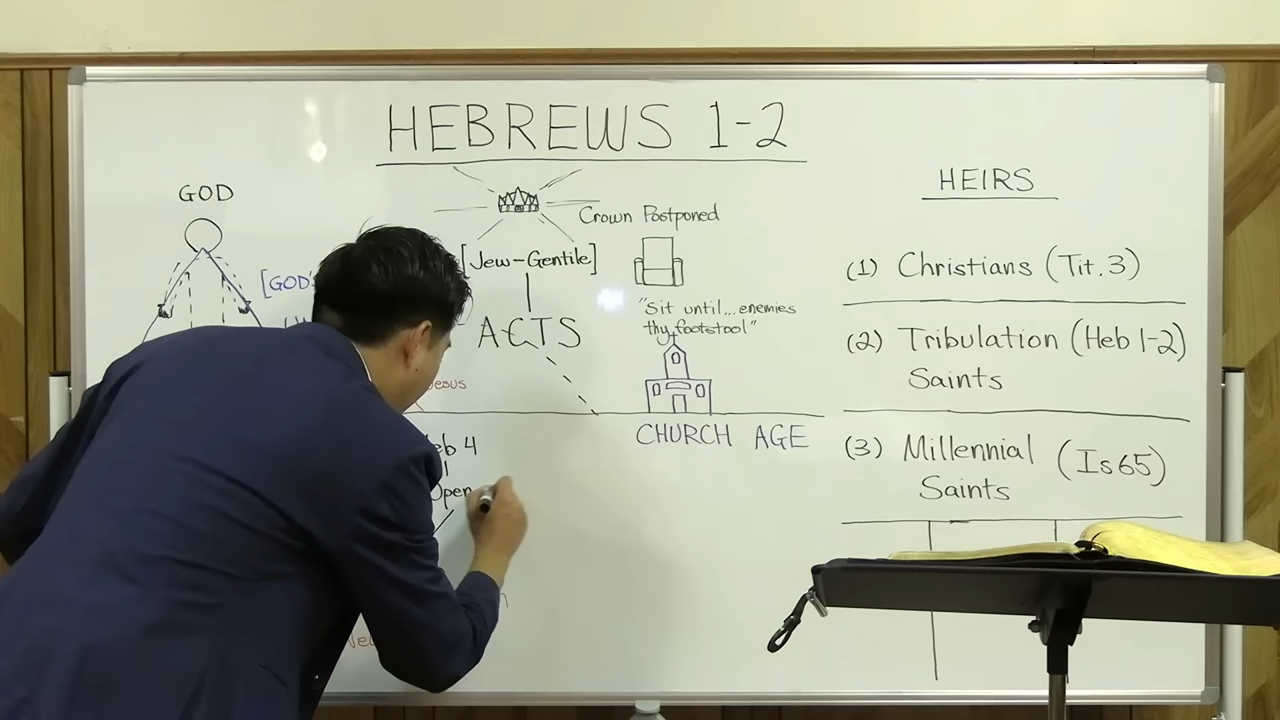 HEBREWS 1-2
GOD
Crown Postponed
[Jew-Gentile]
[GOD'
"Sit until... enemies
thy footstool"
ACTS
esus
CHURCH AGE
eb 4
Open
HEIRS
(1) Christians (Tit. 3)
(2) Tribulation (Heb 1-2)
Saints
(3) Millennial (Is 65)
Saints